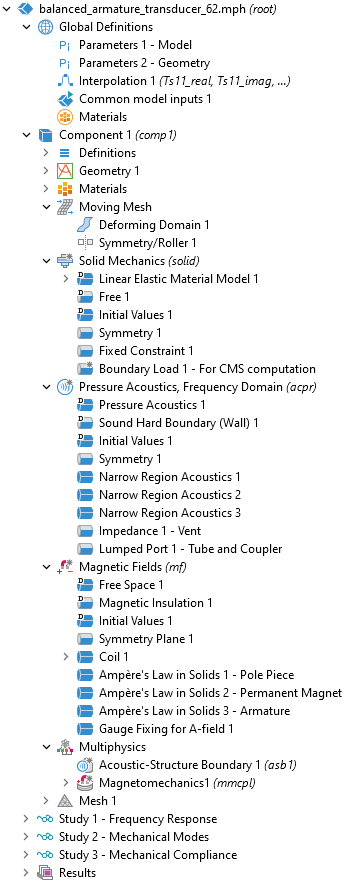 balanced_armature_transducer_62.mph (root)
Global Definitions
Pi Parameters 1 - Model
Pi Parameters 2 - Geometry
Interpolation 1 (Ts11_real, Ts11_imag, ...)
Common model inputs 1
Materials
Component 1 (comp1)
Definitions
Geometry 1
Materials
Moving Mesh
Deforming Domain 1
Symmetry/Roller 1
Solid Mechanics (solid)
Linear Elastic Material Model 1
Free 1
Initial Values 1
Symmetry 1
Fixed Constraint 1
Boundary Load 1 - For CMS computation
Pressure Acoustics, Frequency Domain (acpr)
Pressure Acoustics 1
Sound Hard Boundary (Wall) 1
Initial Values 1
Symmetry 1
Narrow Region Acoustics 1
Narrow Region Acoustics 2
Narrow Region Acoustics 3
Impedance 1 - Vent
Lumped Port 1 - Tube and Coupler
Magnetic Fields (mf)
Free Space 1
Magnetic Insulation 1
Initial Values 1
Symmetry Plane 1
Coil 1
Ampère's Law in Solids 1 - Pole Piece
Ampère's Law in Solids 2 - Permanent Magnet
Ampère's Law in Solids 3 - Armature
Gauge Fixing for A-field 1
Multiphysics
Acoustic-Structure Boundary 1 (asb1)
Magnetomechanics1 (mmcpl)
Mesh 1
Study 1 - Frequency Response
Study 2 - Mechanical Modes
Study 3 - Mechanical Compliance
Results